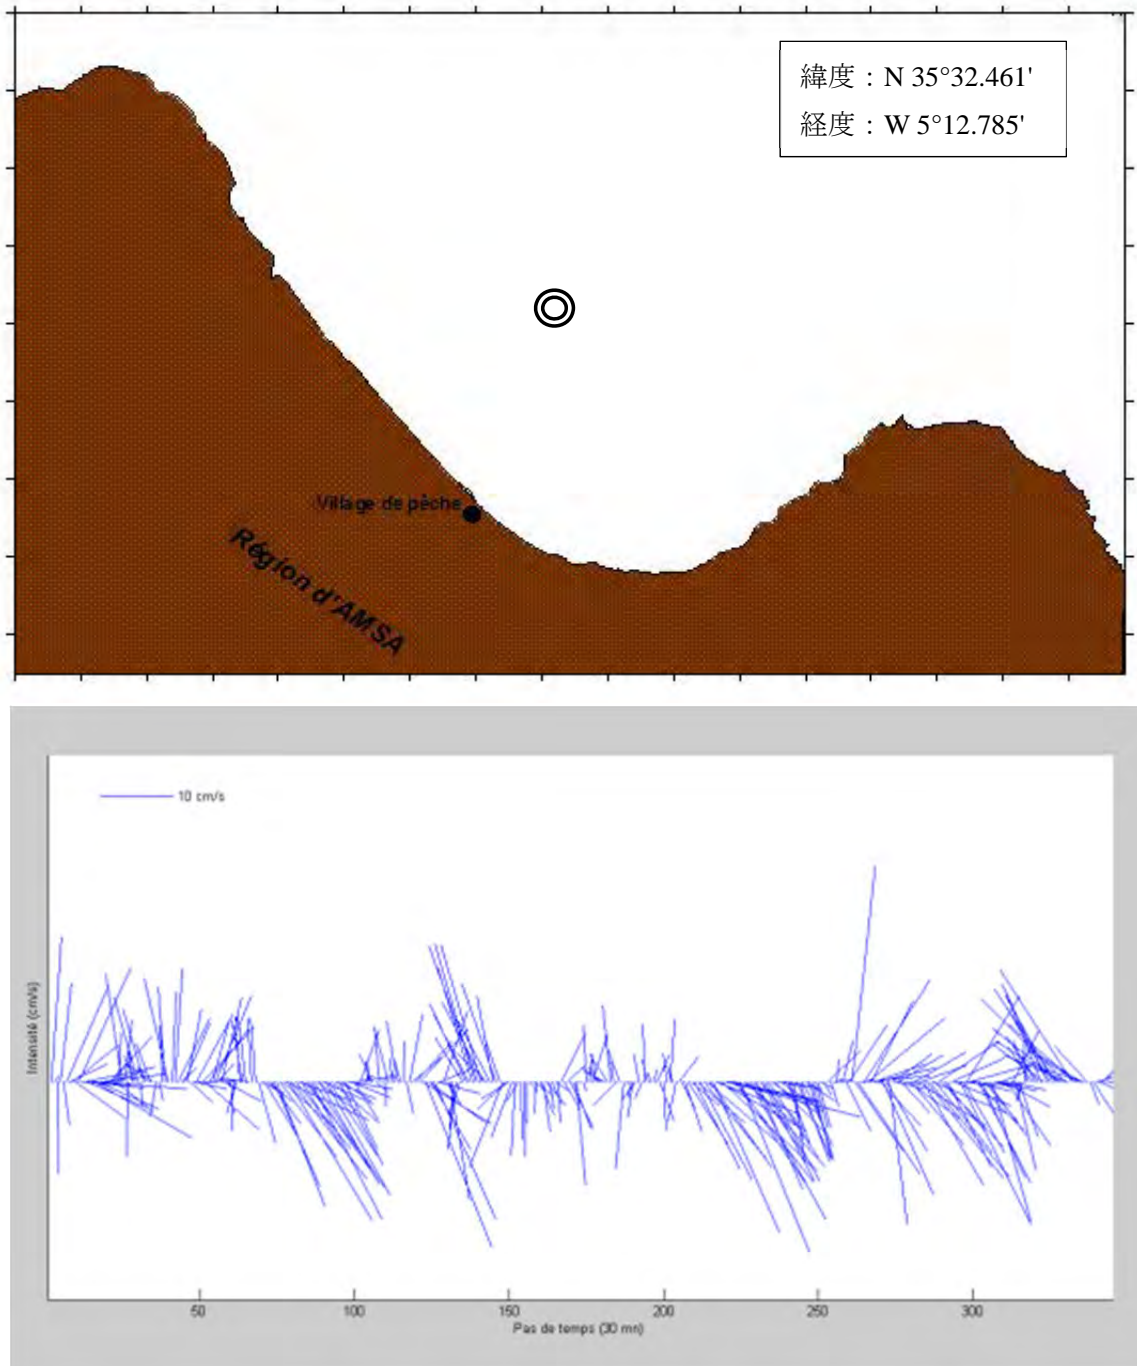 緯度：N 35°32.461'
経度：W 5°12.785'
Village de pêche
Région d'AMSA
10 cm/s
Intensité (cm/s)
50 100 150 200 250 300
Pas de temps (30 mn)